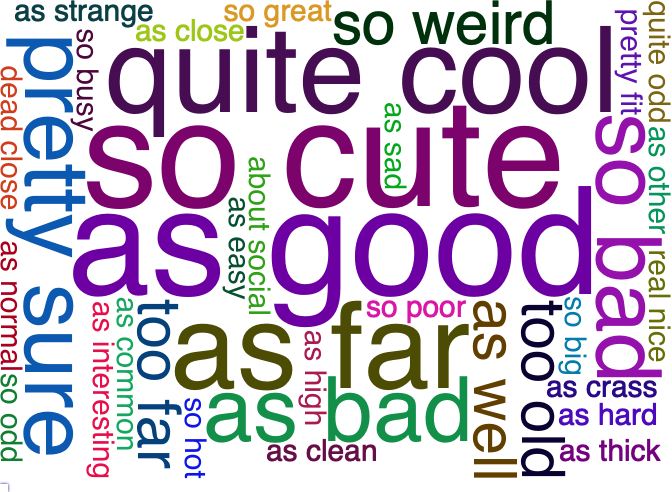 as strange
so great
as close
so weird
quite odd
pretty fit
so busy
quite cool
dead close
pretty sure
so cute
as sad
so bad
as other
about social
as easy
as good
as normal
real nice
as interesting
as common
too far
as far
so poor
as well
too old
so big
as high
so odd
so hot
as bad
as crass
as hard
as clean
as thick